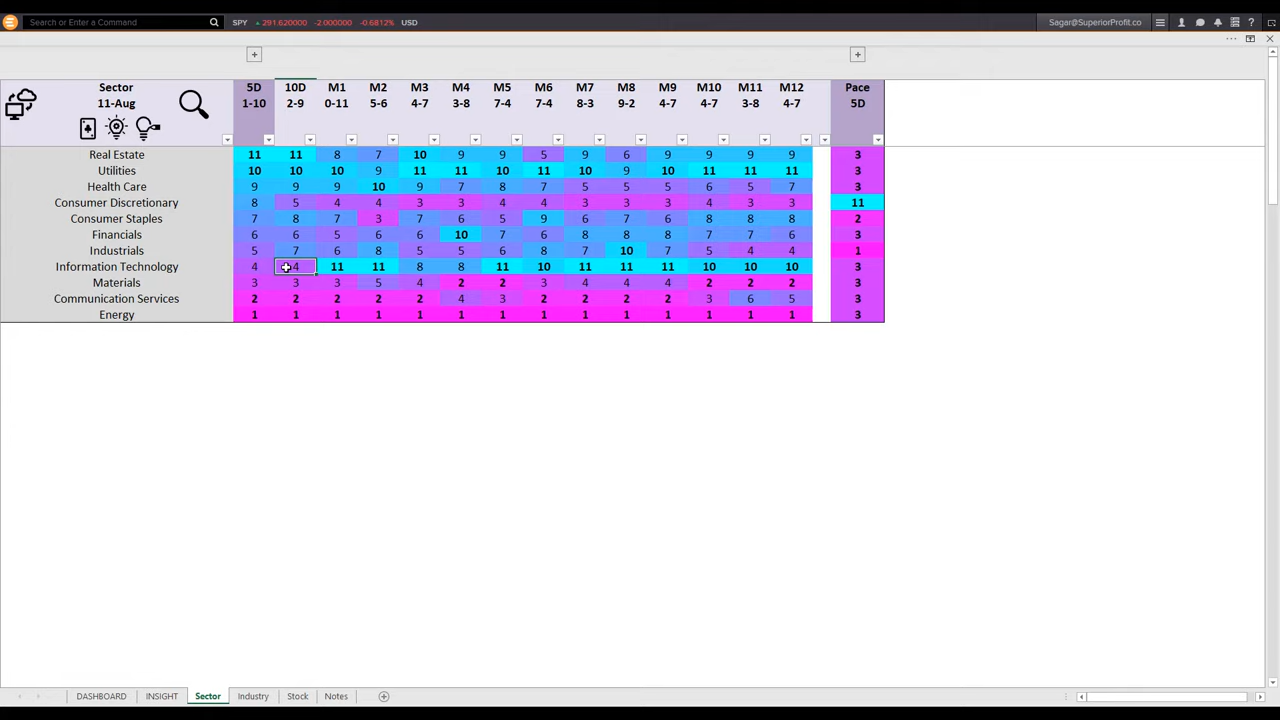 Search or Enter a Command SPY 291.620000 -2.000000 -0.6812% USD Sagar@SuperiorProfit.co
Sector 5D 10D M1 M2 M3 M4 M5 M6 M7 M8 M9 M10 M11 M12 Pace
11-Aug 1-10 2-9 0-11 5-6 4-7 3-8 7-4 7-4 8-3 9-2 4-7 4-7 3-8 4-7 5D
Real Estate 11 11 8 7 10 9 9 5 9 6 9 9 9 9 3
Utilities 10 10 10 9 11 11 10 11 10 9 10 11 11 11 3
Health Care 9 9 9 10 9 7 8 7 5 5 5 6 5 7 3
Consumer Discretionary 8 5 4 4 3 3 4 4 3 3 3 4 3 3 11
Consumer Staples 7 8 7 3 7 6 5 9 6 7 6 8 8 8 2
Financials 6 6 5 6 6 10 7 6 8 8 8 7 7 6 3
Industrials 5 7 6 8 5 5 6 8 7 10 7 5 4 4 1
Information Technology 4 4 11 11 8 8 11 10 11 11 11 10 10 10 3
Materials 3 3 3 5 4 2 2 3 4 4 4 2 2 2 3
Communication Services 2 2 2 2 2 4 3 2 2 2 2 3 6 5 3
Energy 1 1 1 1 1 1 1 1 1 1 1 1 1 1 3
DASHBOARD INSIGHT Sector Industry Stock Notes